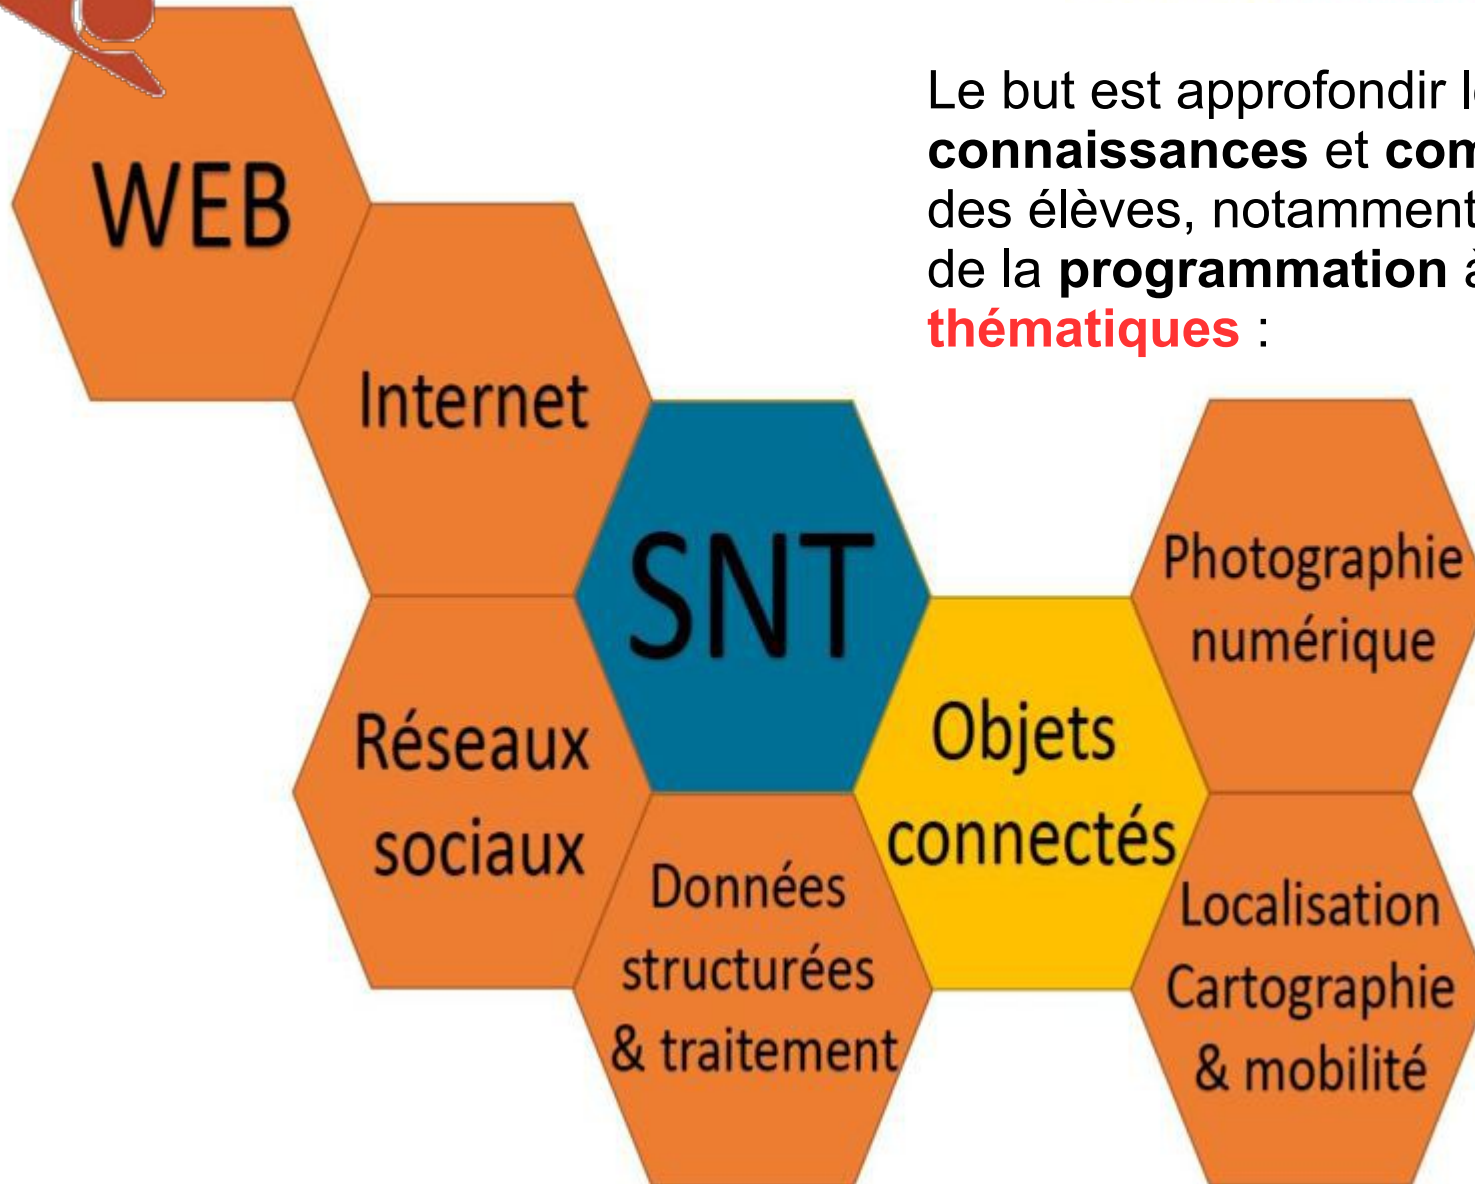 Le but est approfondir
connaissances et
des élèves, notamment
de la programmation à
thématiques :
WEB
Internet
SNT
Réseaux
sociaux
Données
structurées
& traitement
Objets
connectés
Photographie
numérique
Localisation
Cartographie
& mobilité